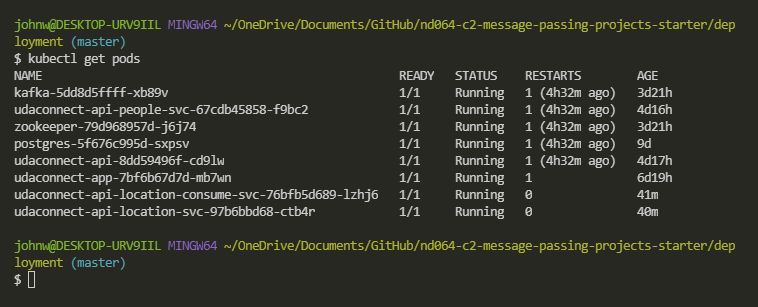 johnw@DESKTOP-URV9IIL MINGW64 ~/OneDrive/Documents/GitHub/nd064-c2-message-passing-projects-starter/dep
loyment (master)
$ kubectl get pods
NAME READY STATUS RESTARTS AGE
kafka-5dd8d5ffff-xb89v 1/1 Running 1 (4h32m ago) 3d21h
udaconnect-api-people-svc-67cdb45858-f9bc2 1/1 Running 1 (4h32m ago) 4d16h
zookeeper-79d968957d-j6j74 1/1 Running 1 (4h32m ago) 3d21h
postgres-5f676c995d-sxpsv 1/1 Running 1 (4h32m ago) 9d
udaconnect-api-8dd59496f-cd9lw 1/1 Running 1 (4h32m ago) 4d17h
udaconnect-app-7bf6b67d7d-mb7wn 1/1 Running 1 6d19h
udaconnect-api-location-consume-svc-76bfb5d689-lzhj6 1/1 Running 0 41m
udaconnect-api-location-svc-97b6bbd68-ctb4r 1/1 Running 0 40m
johnw@DESKTOP-URV9IIL MINGW64 ~/OneDrive/Documents/GitHub/nd064-c2-message-passing-projects-starter/dep
loyment (master)
$